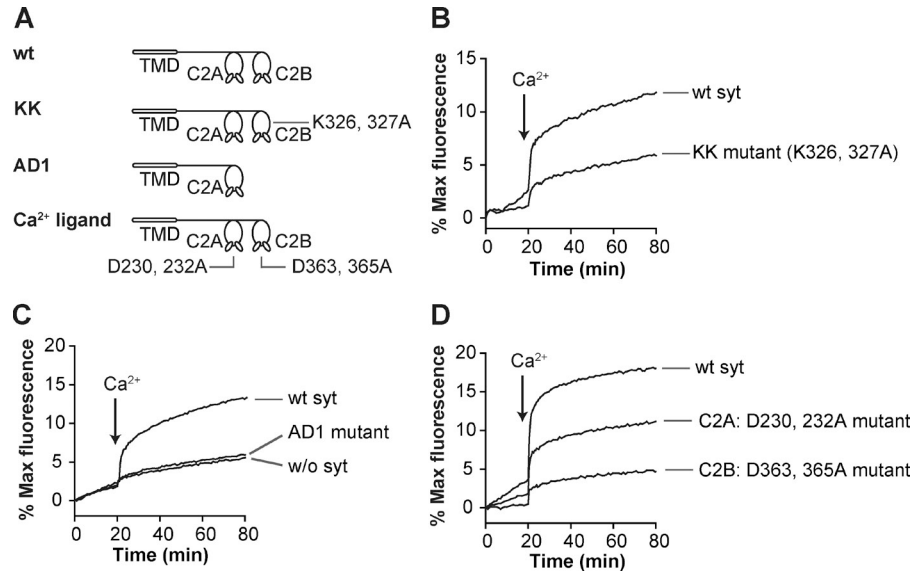 A
wt
TMD
C2A
C2B
KK
TMD
C2A
C2B
K326, 327A
AD1
TMD
C2A
Ca²⁺ ligand
TMD
C2A
C2B
D230, 232A
D363, 365A
B
% Max fluorescence
15
10
5
0
Ca²⁺
wt syt
KK mutant (K326, 327A)
0 20 40 60 80
Time (min)
C
% Max fluorescence
20
15
10
5
0
Ca²⁺
wt syt
AD1 mutant
w/o syt
0 20 40 60 80
Time (min)
D
% Max fluorescence
20
15
10
5
0
Ca²⁺
wt syt
C2A: D230, 232A mutant
C2B: D363, 365A mutant
0 20 40 60 80
Time (min)